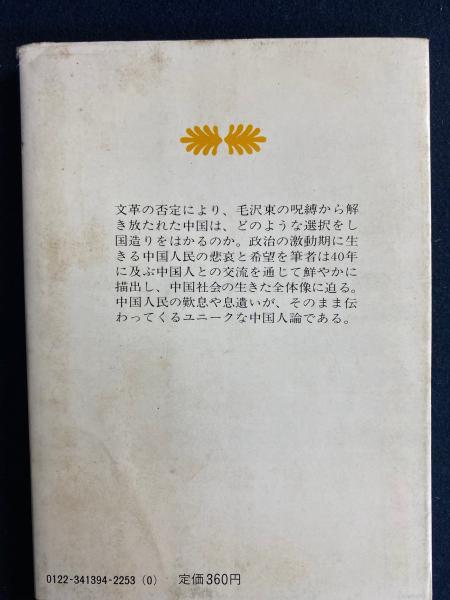 文革の否定により、毛沢東の呪縛から解
き放たれた中国は、どのような選択をし
国造りをはかるのか。政治の激動期に生
きる中国人民の悲哀と希望を筆者は40年
に及ぶ中国人との交流を通じて鮮やかに
描出し、中国社会の生きた全体像に迫る。
中国人民の歎息や息遣いが、そのまま伝
わってくるユニークな中国人論である。
0122-341394-2253（0） 定価360円